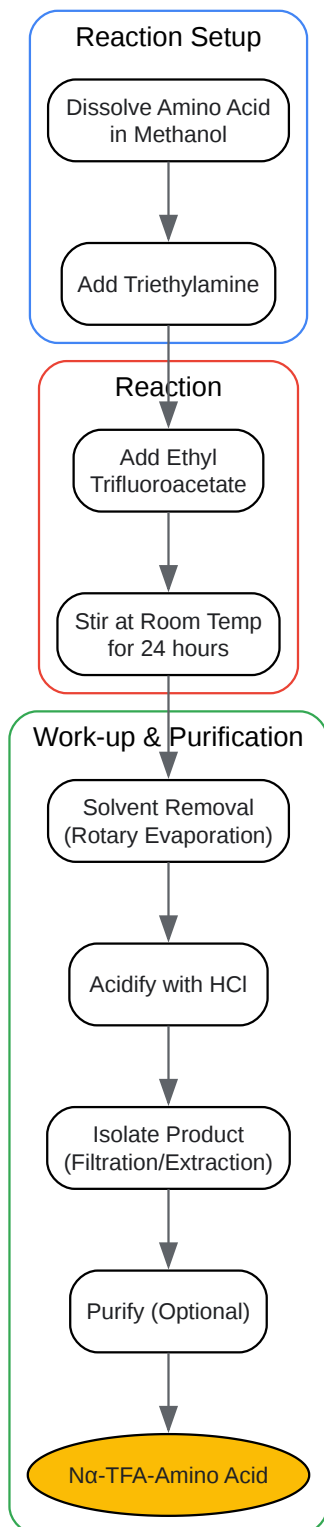 Reaction Setup
Dissolve Amino Acid
in Methanol
Add Triethylamine
Reaction
Add Ethyl
Trifluoroacetate
Stir at Room Temp
for 24 hours
Work-up & Purification
Solvent Removal
(Rotary Evaporation)
Acidify with HCl
Isolate Product
(Filtration/Extraction)
Purify (Optional)
Nα-TFA-Amino Acid